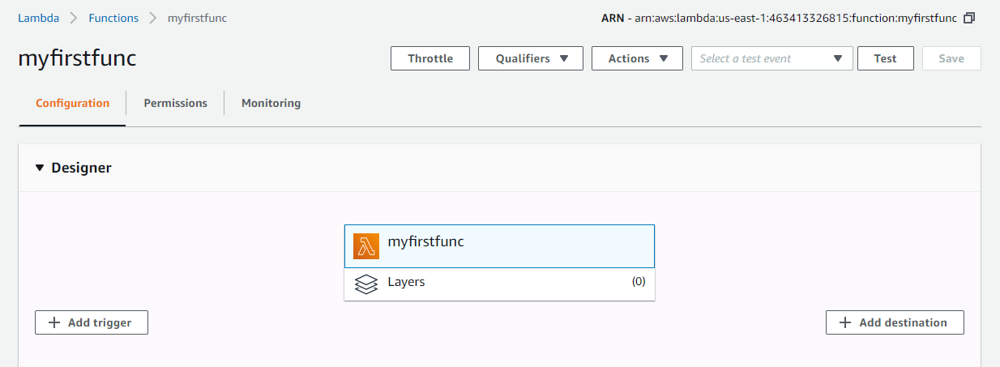 Lambda Functions myfirstfunc ARN - arn:aws:lambda:us-east-1:463413326815:function:myfirstfunc
myfirstfunc Throttle Qualifiers Actions Select a test event Test Save
Configuration Permissions Monitoring
Designer
myfirstfunc
Layers (0)
Add trigger Add destination